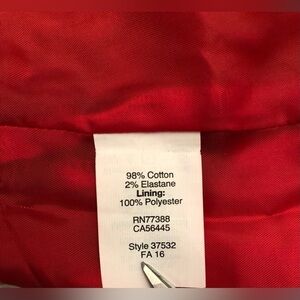 98% Cotton
2% Elastane
Lining:
100% Polyester
RN77388
CA56445
Style 37532
FA 16